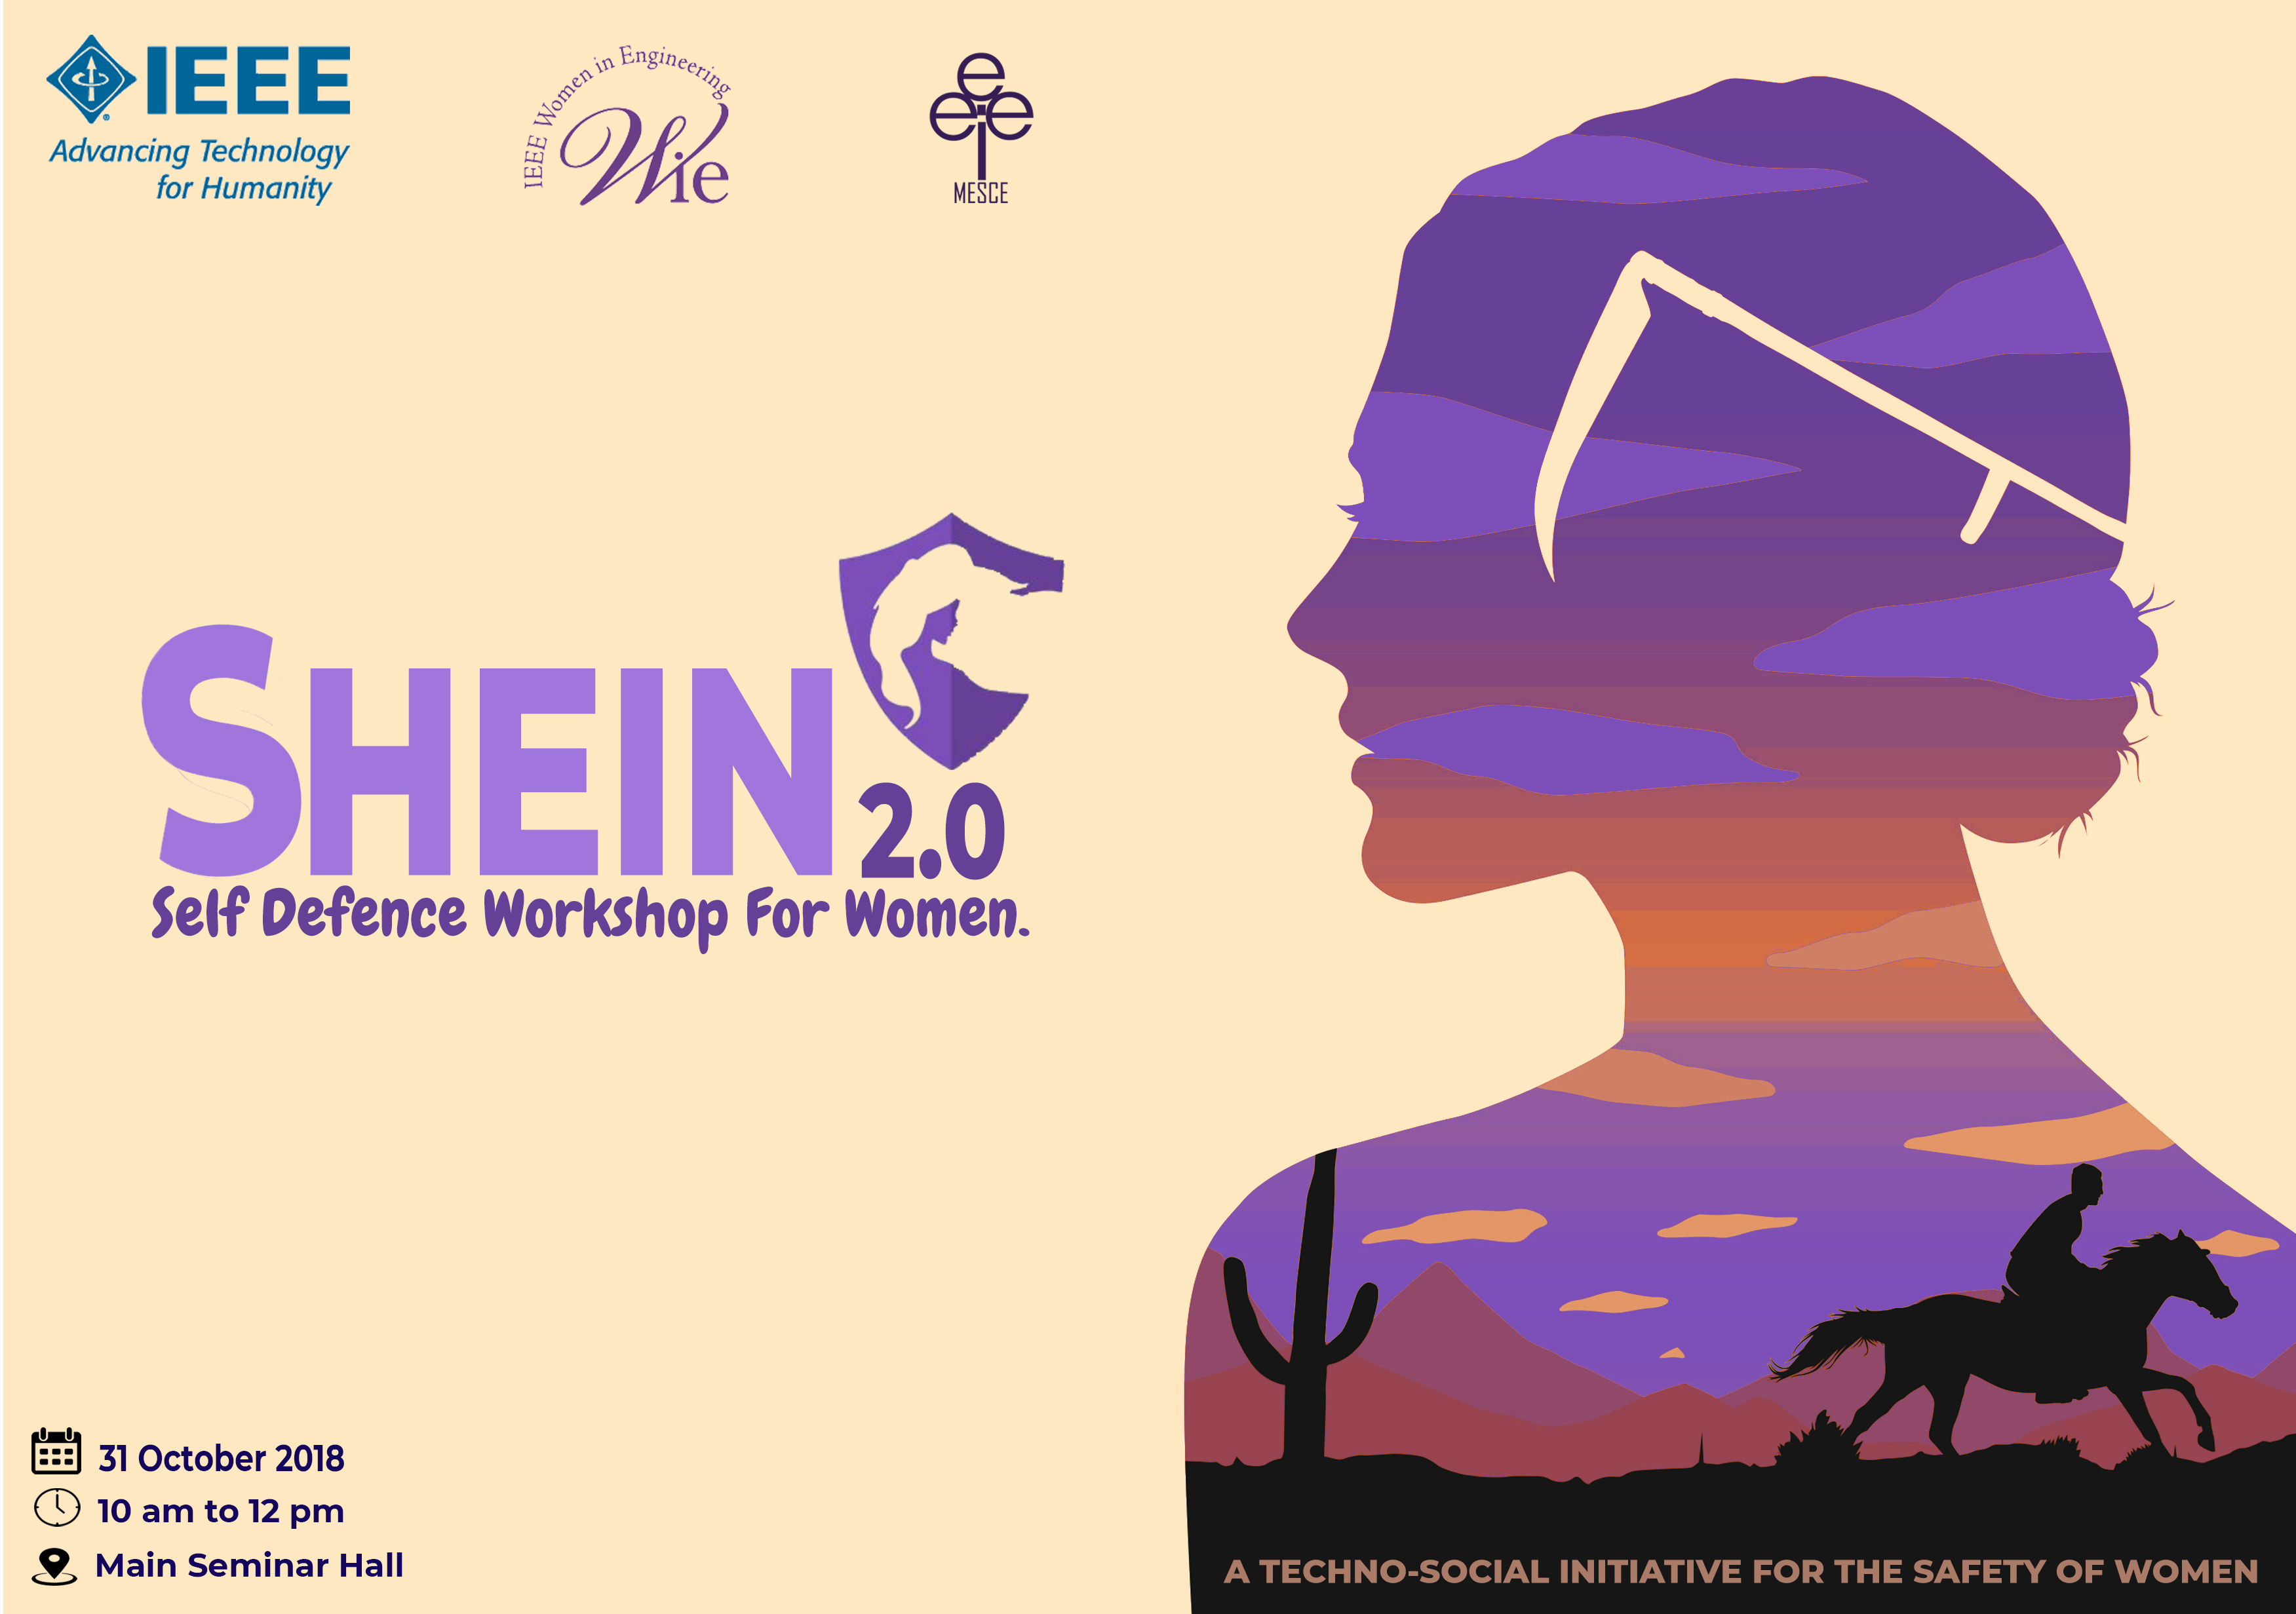 IEEE
Advancing Technology
for Humanity
IEEE Women in Engineering
Wie
e
eee
MESCE
SHEIN
2.0
Self Defence Workshop For Women.
31 October 2018
10 am to 12 pm
Main Seminar Hall
A TECHNO-SOCIAL INITIATIVE FOR THE SAFETY OF WOMEN